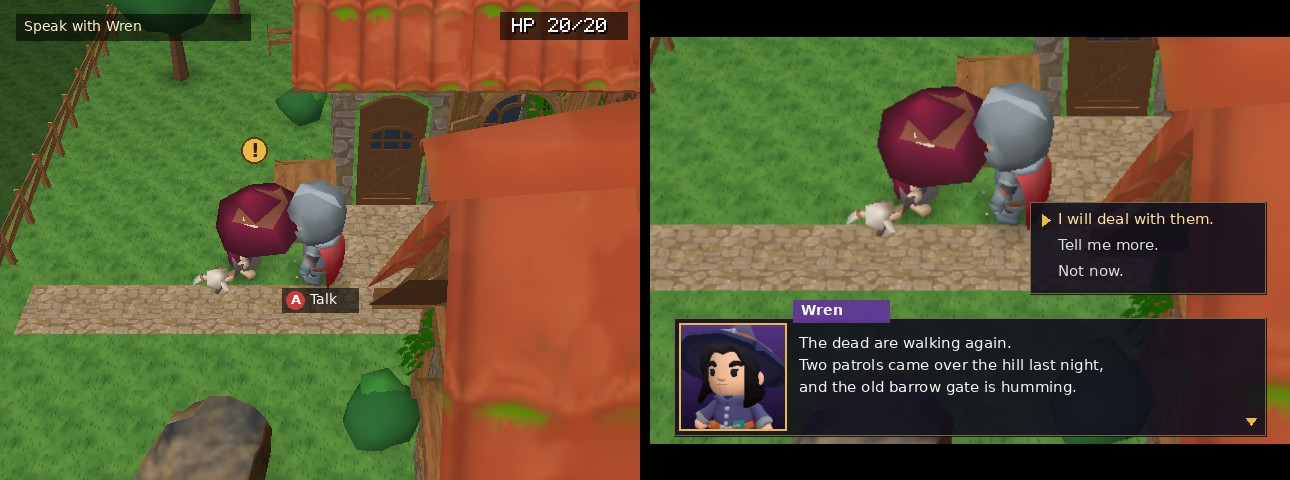 Speak with Wren
HP 20/20
!
A Talk
I will deal with them.
Tell me more.
Not now.
Wren
The dead are walking again.
Two patrols came over the hill last night,
and the old barrow gate is humming.